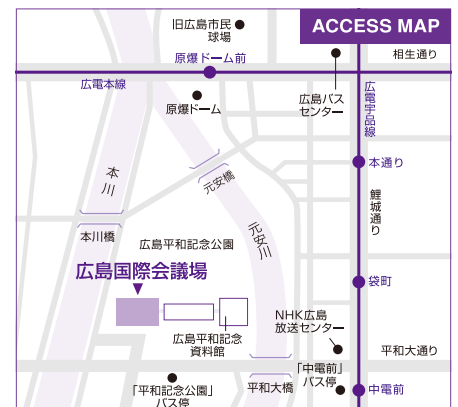 旧広島市民
球場
ACCESS MAP
相生通り
原爆ドーム前
広電本線
原爆ドーム
広島バス
センター
広電宇品線
本通り
本川
元安橋
鯉城通り
元安川
本川橋
広島平和記念公園
広島国際会議場
袋町
NHK広島
放送センター
広島平和記念
資料館
平和大通り
「中電前」
バス停
「平和記念公園」
バス停
平和大橋
中電前